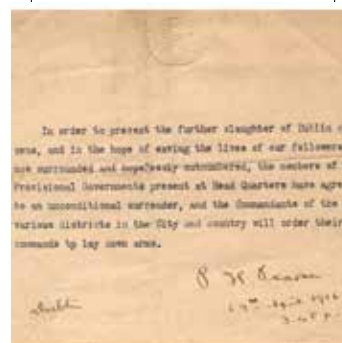 In order to prevent the further slaughter of Dublin
and in the hope of saving the lives of our followers
now surrounded and hopelessly outnumbered, the members of
Provisional Government present at Head Quarters have
to an unconditional surrender, and the Commandants of the
various districts in the City and country will order their
commands to lay down arms.
P H Pearse
29th April 1916
3.45 p.
Dublin